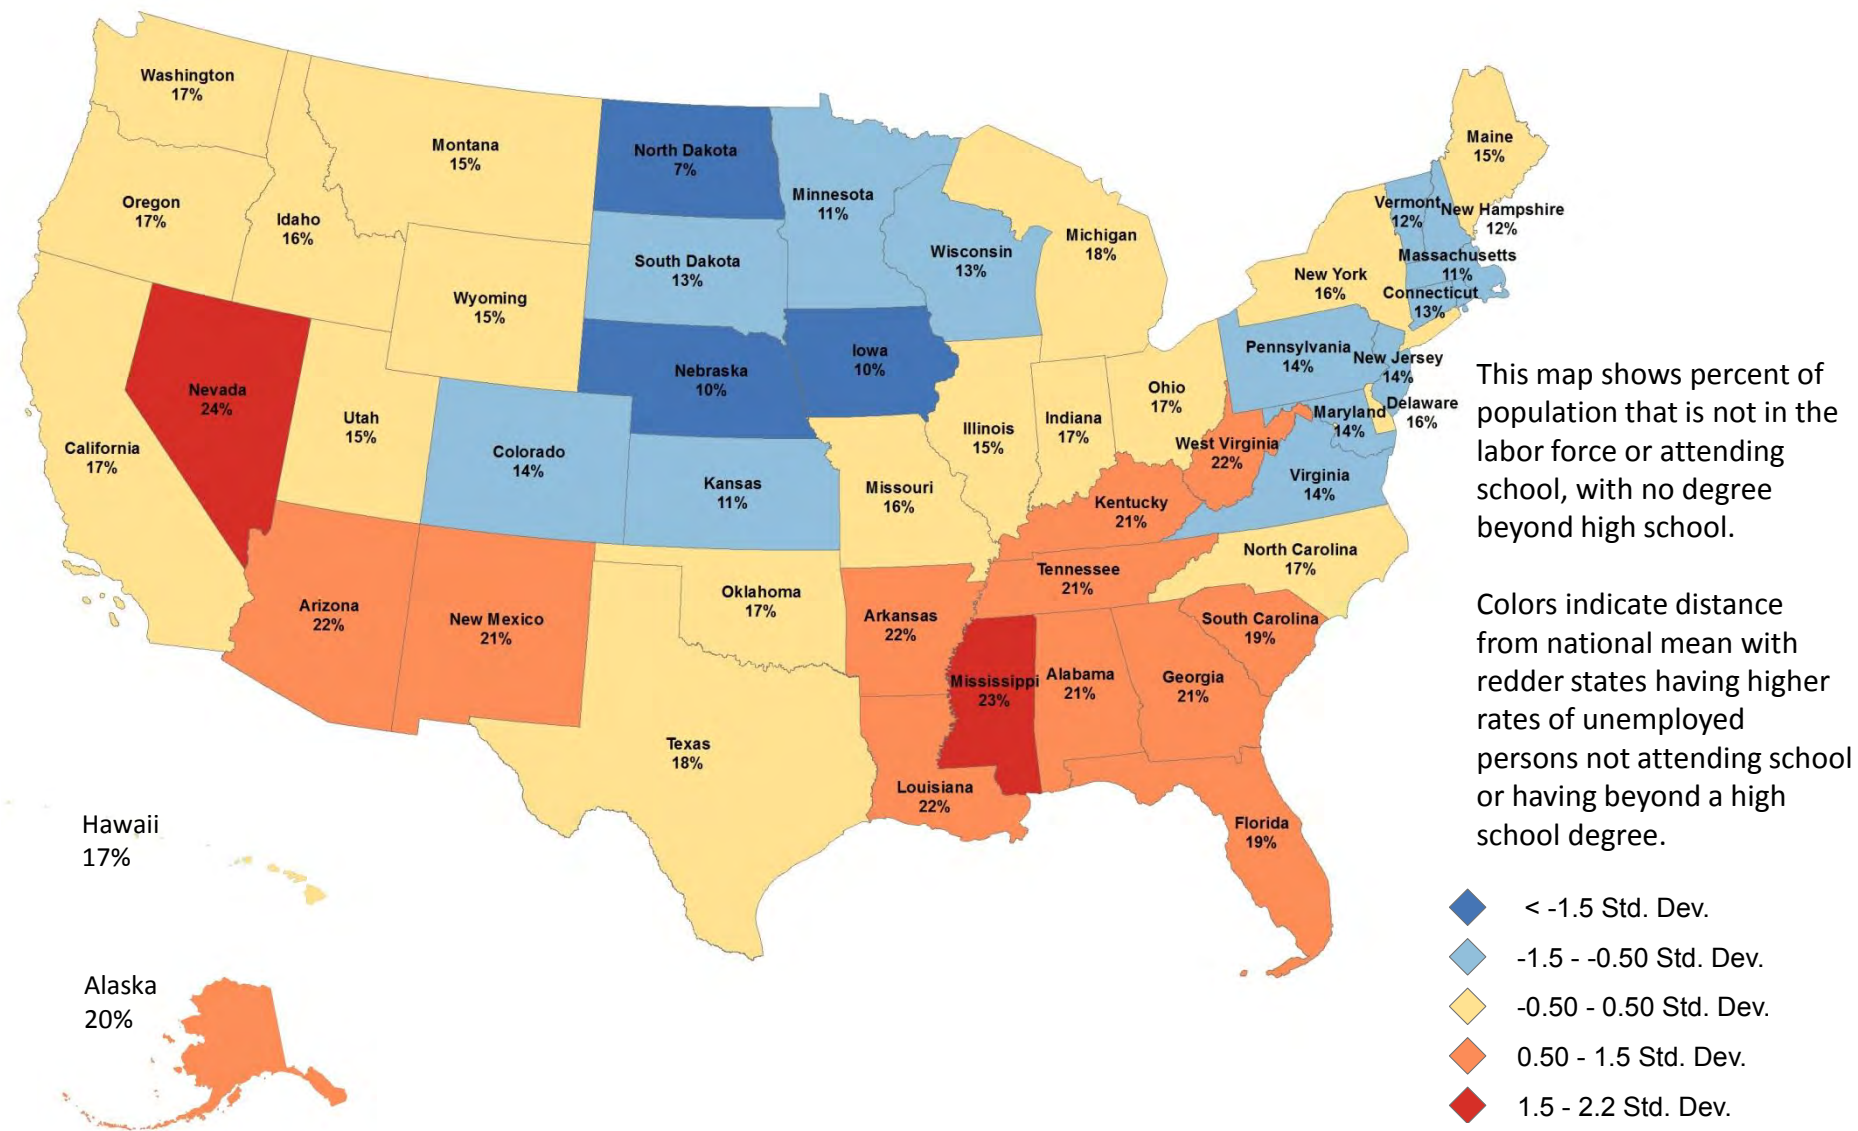 Washington
17%
Oregon
17%
Idaho
16%
Montana
15%
Wyoming
15%
North Dakota
7%
South Dakota
13%
Nebraska
10%
Minnesota
11%
Wisconsin
13%
Iowa
10%
Michigan
18%
Maine
15%
Vermont
12%
New Hampshire
12%
Massachusetts
11%
Connecticut
13%
New York
16%
Pennsylvania
14%
New Jersey
14%
Delaware
16%
Maryland
14%
Virginia
14%
West Virginia
22%
Ohio
17%
Indiana
17%
Illinois
15%
Nevada
24%
California
17%
Utah
15%
Colorado
14%
Kansas
11%
Missouri
16%
Kentucky
21%
Tennessee
21%
North Carolina
17%
South Carolina
19%
Arizona
22%
New Mexico
21%
Oklahoma
17%
Arkansas
22%
Mississippi
23%
Alabama
21%
Georgia
21%
Texas
18%
Louisiana
22%
Florida
19%
Hawaii
17%
Alaska
20%
This map shows percent of
population that is not in the
labor force or attending
school, with no degree
beyond high school.
Colors indicate distance
from national mean with
redder states having higher
rates of unemployed
persons not attending school
or having beyond a high
school degree.
< -1.5 Std. Dev.
-1.5 - -0.50 Std. Dev.
-0.50 - 0.50 Std. Dev.
0.50 - 1.5 Std. Dev.
1.5 - 2.2 Std. Dev.